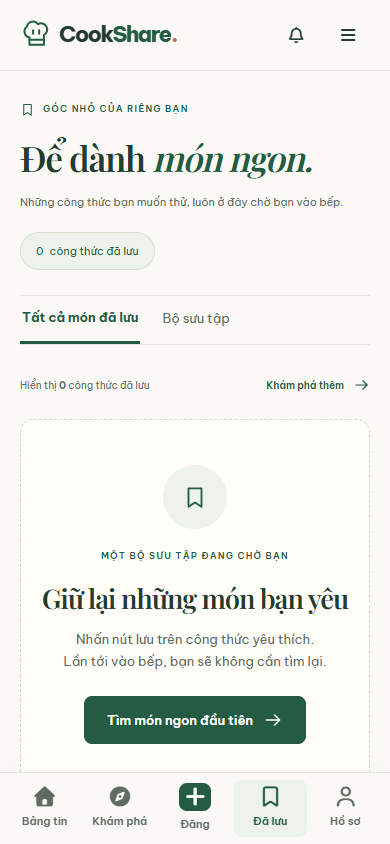 CookShare.
GÓC NHỎ CỦA RIÊNG BẠN
Để dành món ngon.
Những công thức bạn muốn thử, luôn ở đây chờ bạn vào bếp.
0 công thức đã lưu
Tất cả món đã lưu
Bộ sưu tập
Hiển thị 0 công thức đã lưu
Khám phá thêm
MỘT BỘ SƯU TẬP ĐANG CHỜ BẠN
Giữ lại những món bạn yêu
Nhấn nút lưu trên công thức yêu thích.
Lần tới vào bếp, bạn sẽ không cần tìm lại.
Tìm món ngon đầu tiên
Bảng tin
Khám phá
Đăng
Đã lưu
Hồ sơ